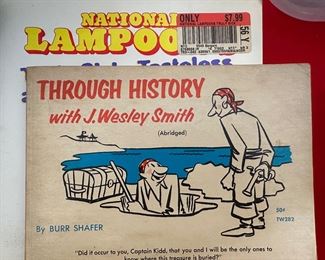 NATIONAL
LAMPOON
ONLY $7.99
THROUGH HISTORY
with J. Wesley Smith
(Abridged)
50¢
TW282
By BURR SHAFER
"Did it occur to you, Captain Kidd, that you and I will be the only ones to
know where this treasure is buried?"